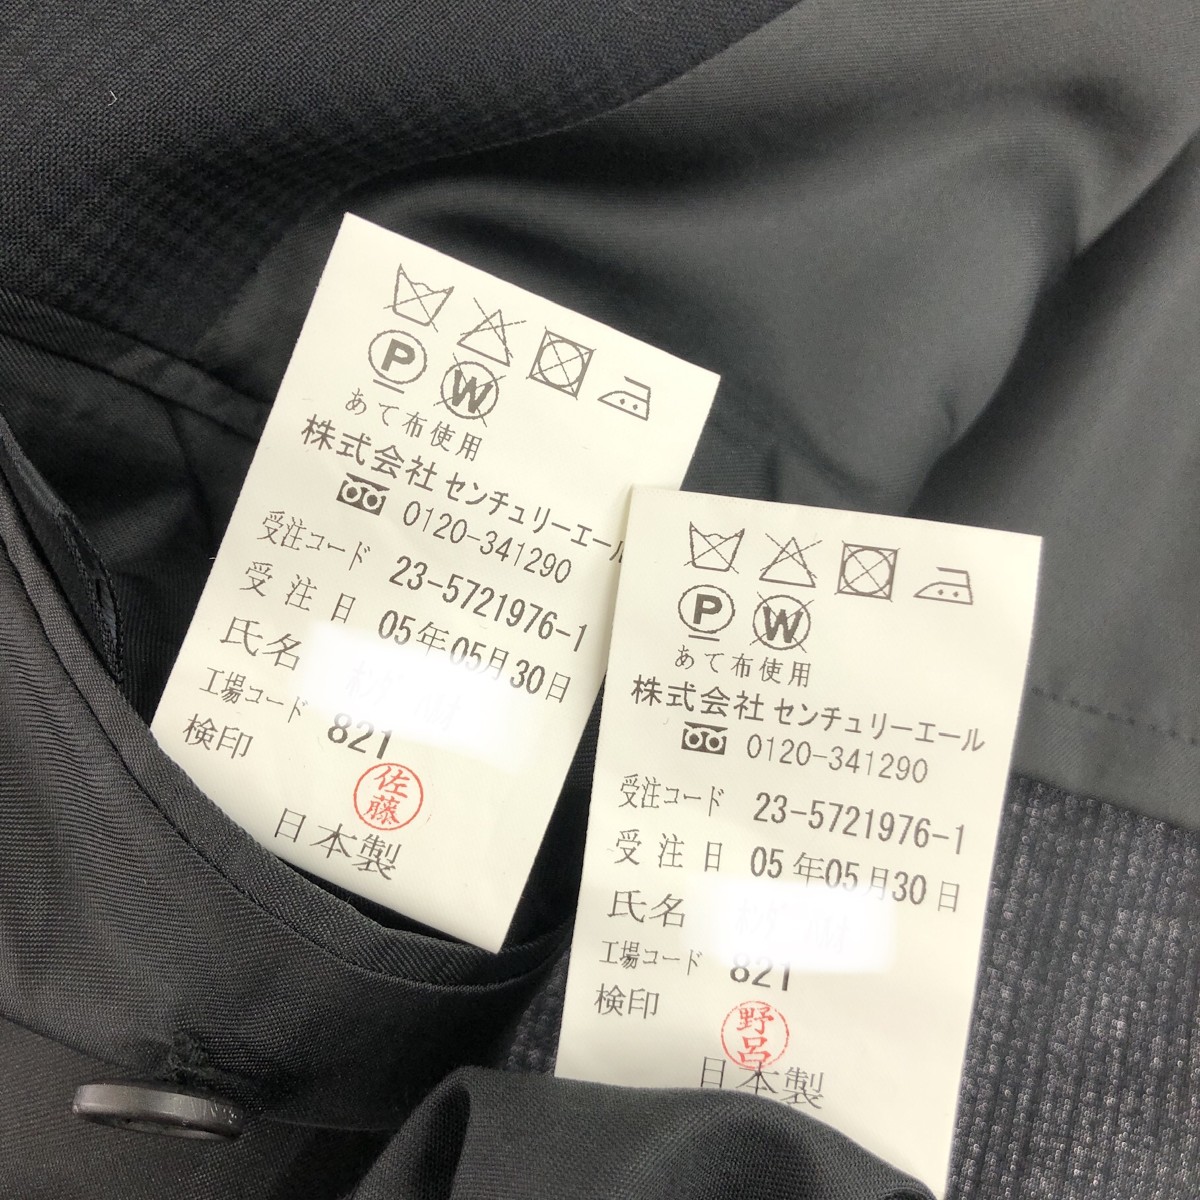 P W
あて布使用
株式会社センチュリーエール
0120-341290
受注コード 23-5721976-1
受注日 05年05月30日
氏名
工場コード 821
検印 佐藤
日本製
P W
あて布使用
株式会社センチュリーエール
0120-341290
受注コード 23-5721976-1
受注日 05年05月30日
氏名
工場コード 821
検印 野呂
日本製